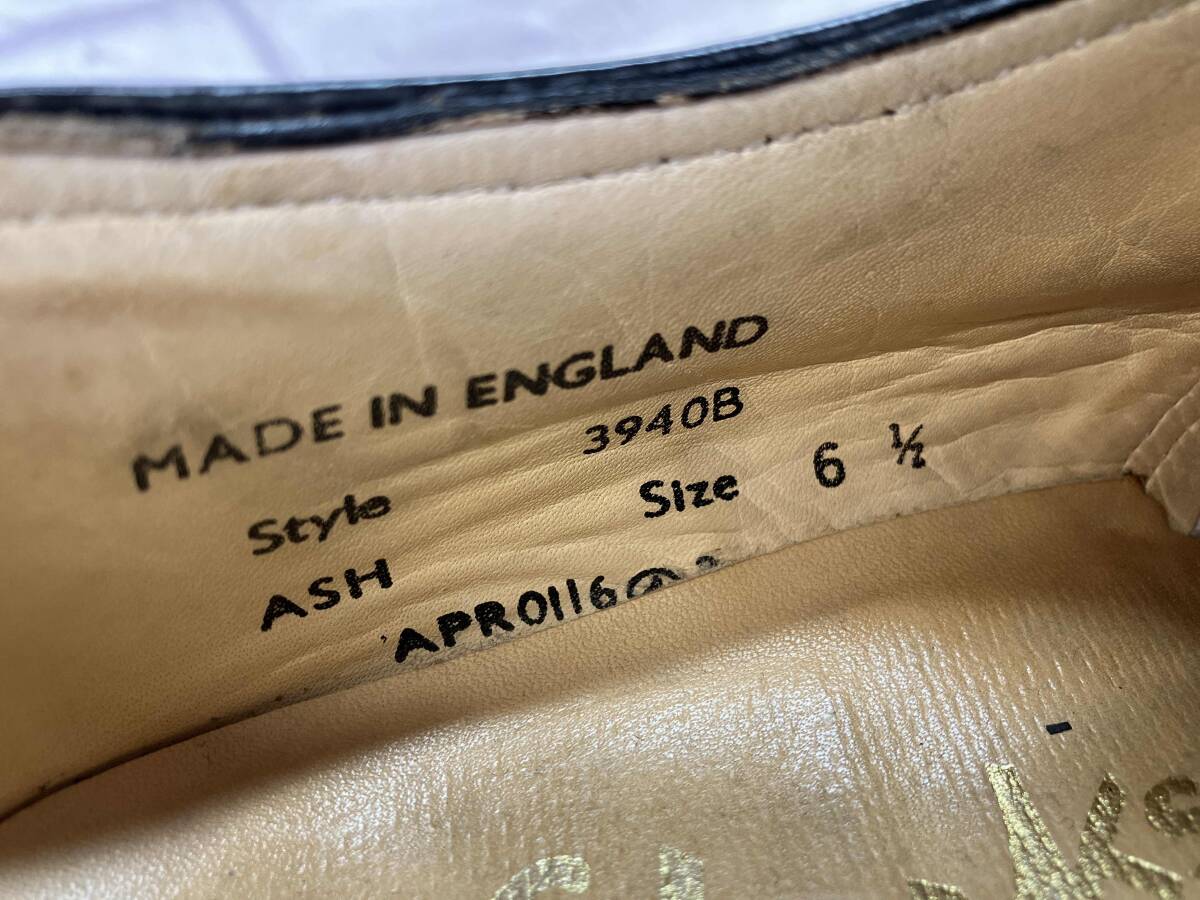 MADE IN ENGLAND
3940B
Style Size 6 ½
ASH
APR0116